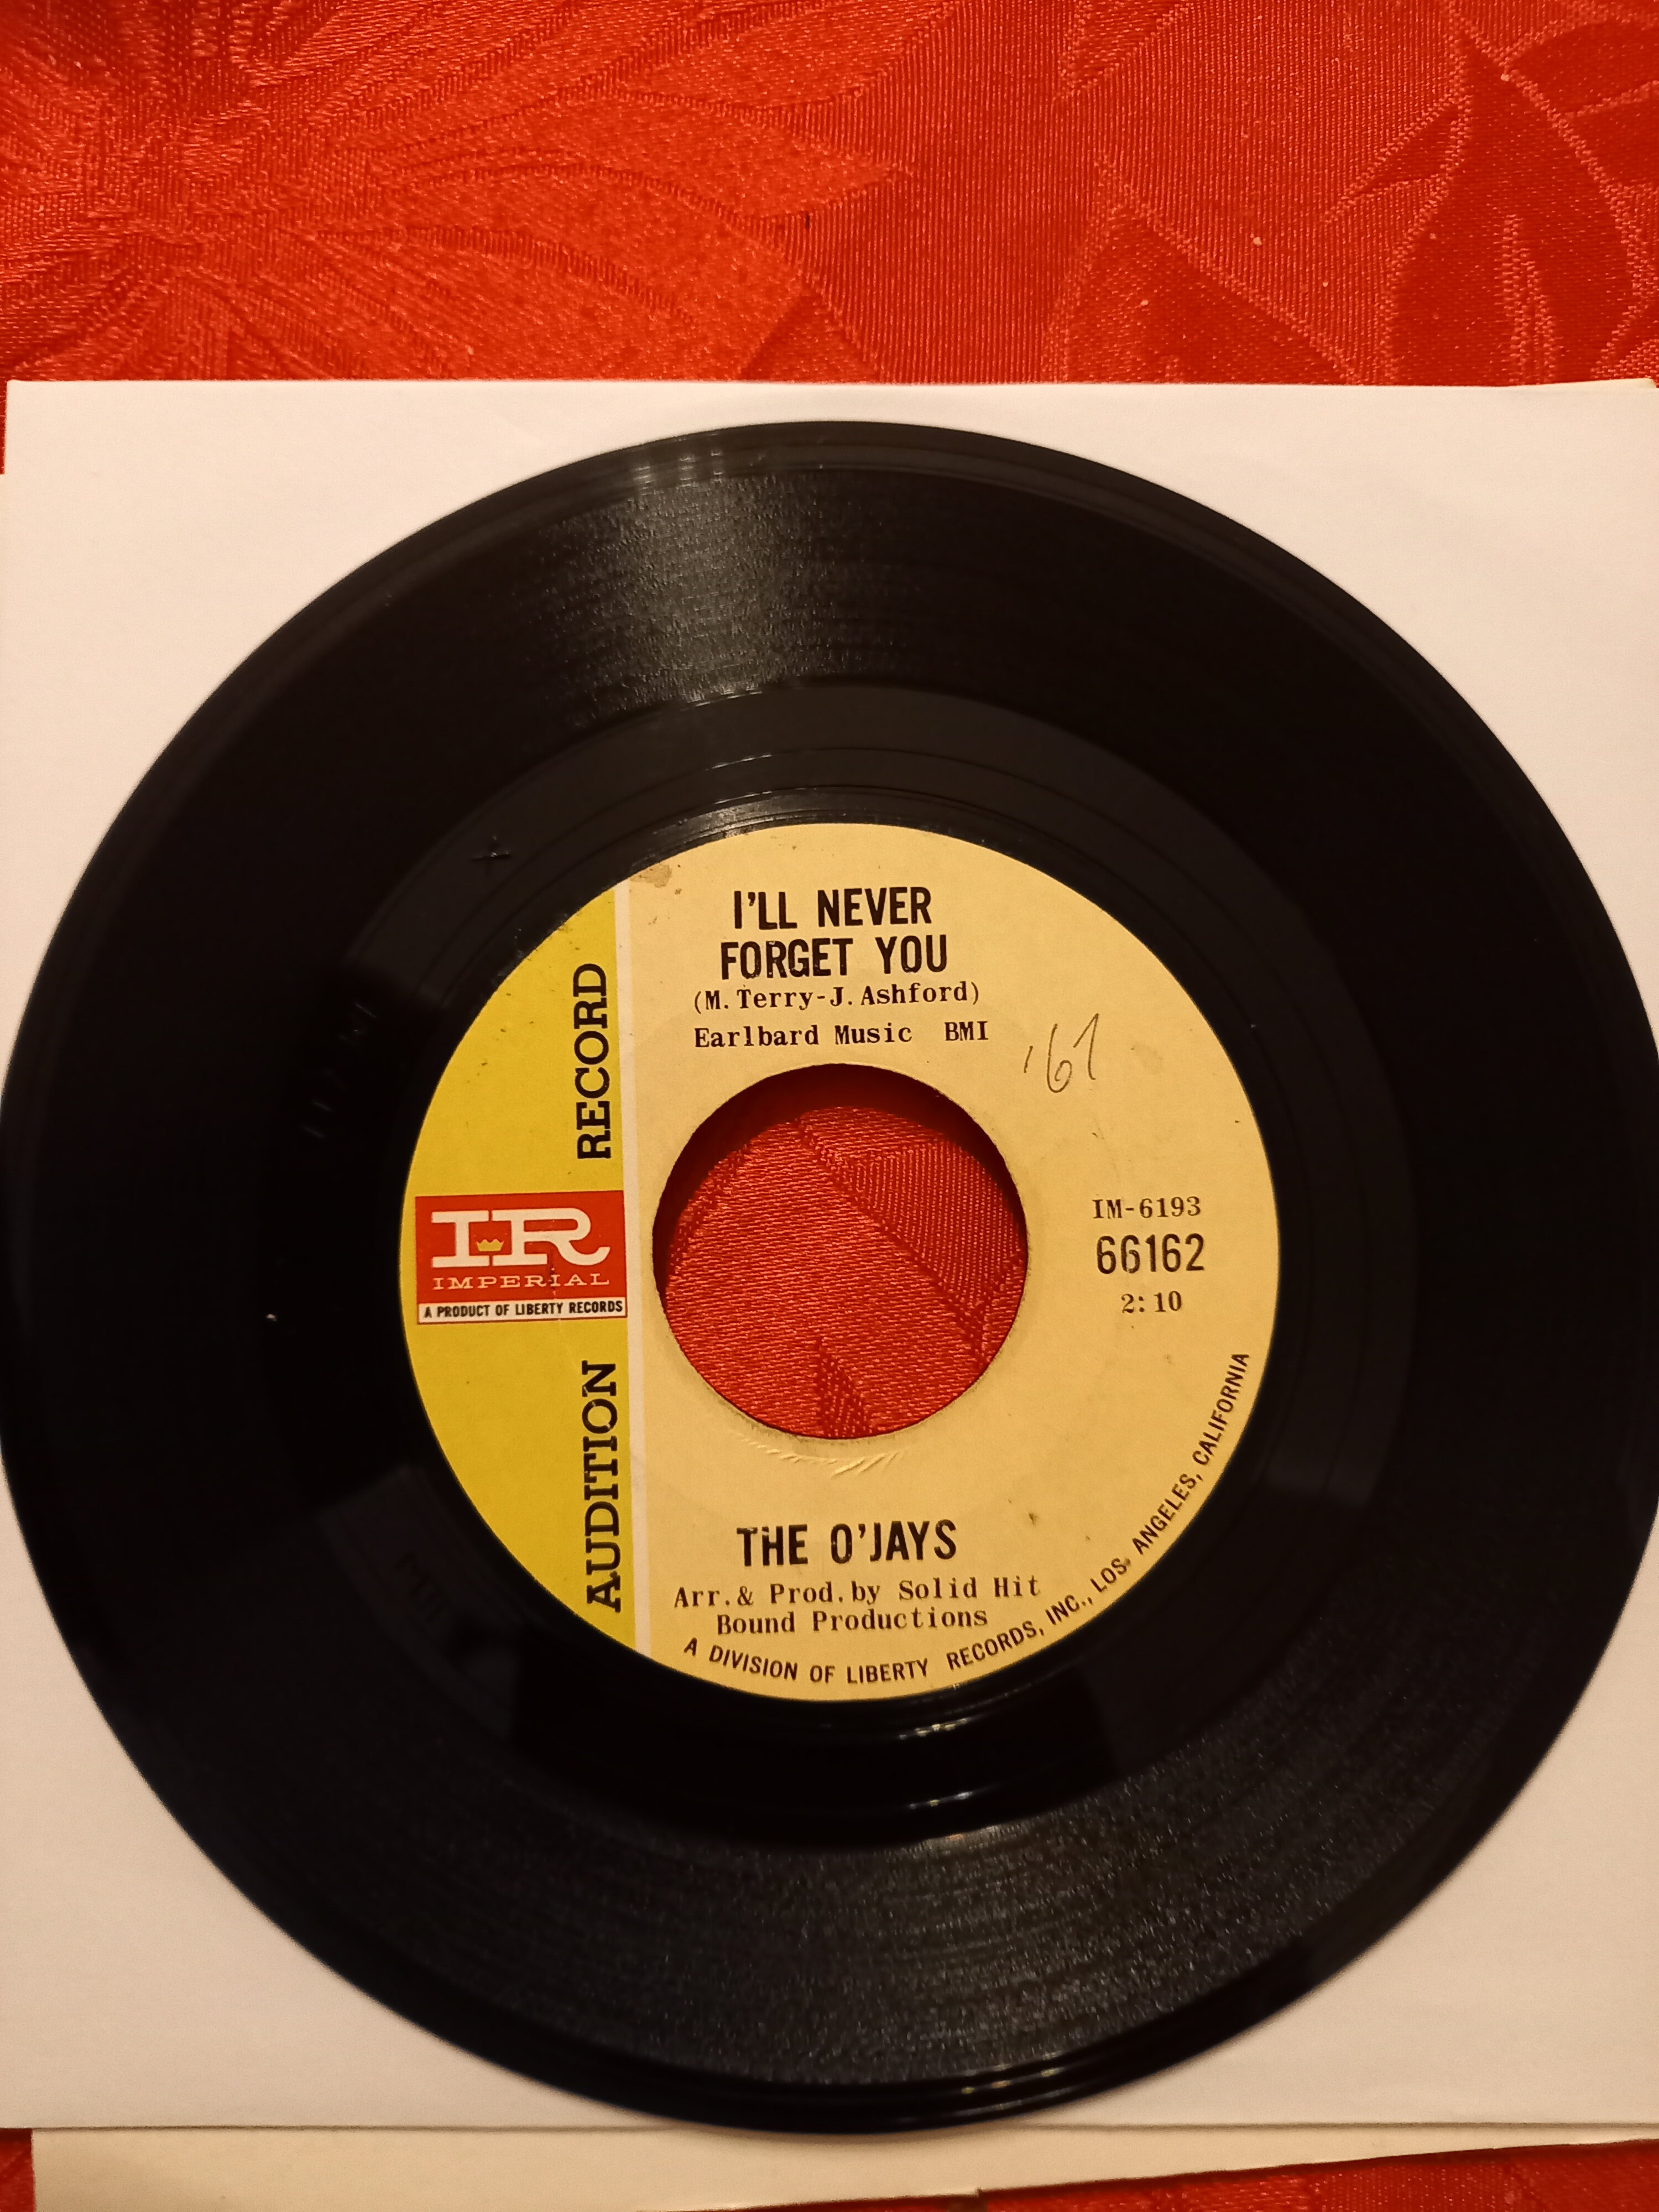 I'LL NEVER
FORGET YOU
(M. Terry-J. Ashford)
Earlbard Music BMI
'67
AUDITION RECORD
IR
IMPERIAL
A PRODUCT OF LIBERTY RECORDS
IM-6193
66162
2:10
THE O'JAYS
Arr. & Prod. by Solid Hit
Bound Productions
A DIVISION OF LIBERTY RECORDS, INC., LOS ANGELES, CALIFORNIA